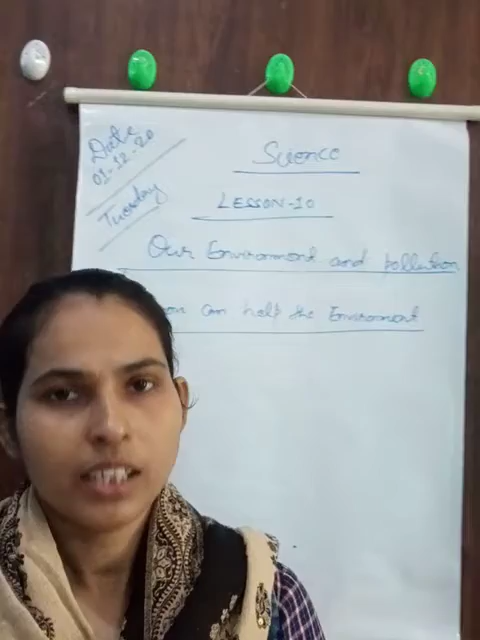 Date
01-12-20
Tuesday
Science
LESSON-10
Our Environment and pollution
can help the Environment